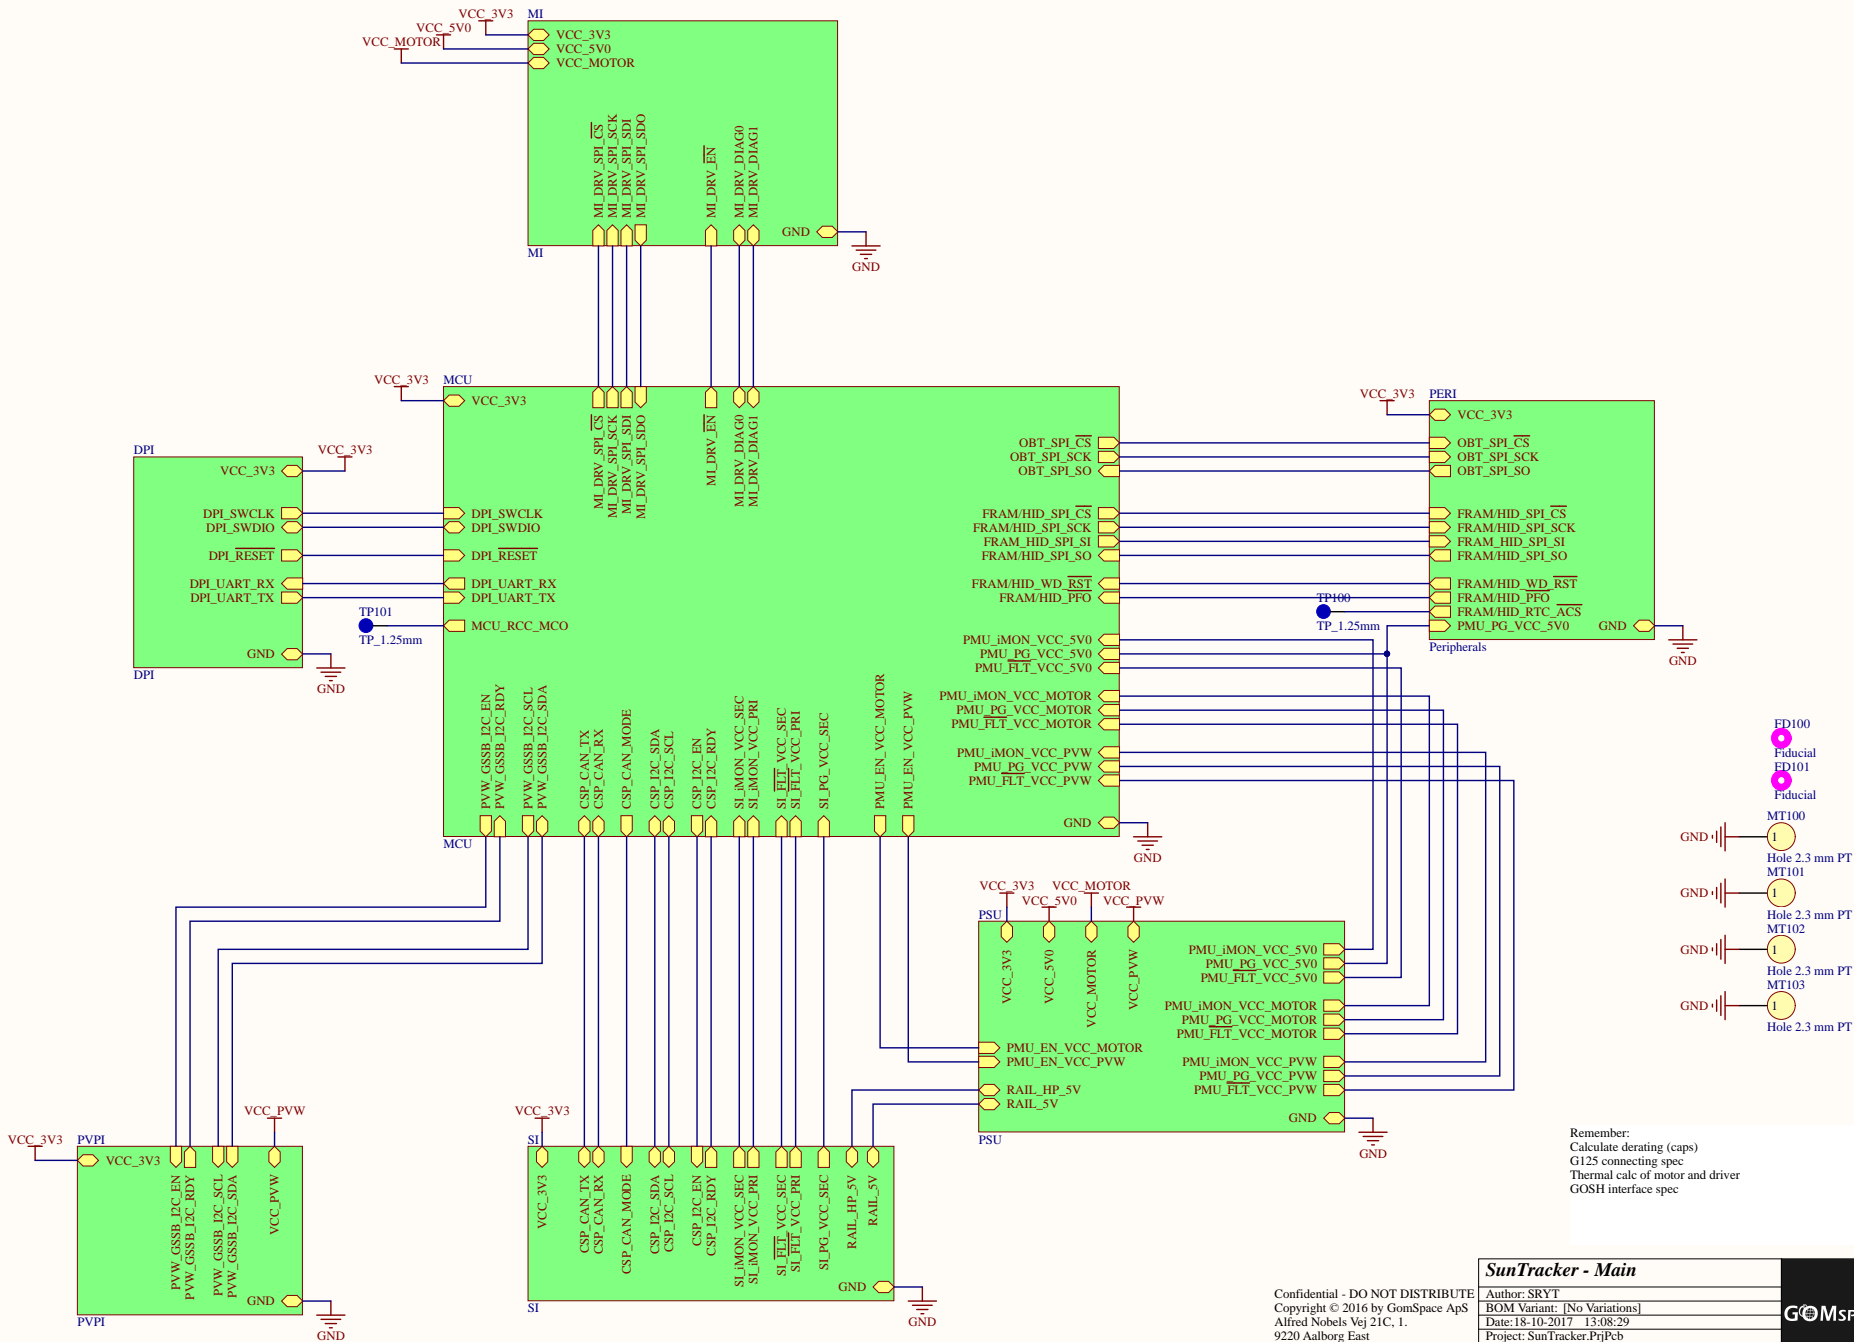 VCC_3V3
VCC_5V0
VCC_MOTOR
MI
VCC_3V3
VCC_5V0
VCC_MOTOR
MI_DRV_SPI_CS
MI_DRV_SPI_SCK
MI_DRV_SPI_SDI
MI_DRV_SPI_SDO
MI_DRV_EN
MI_DRV_DIAG0
MI_DRV_DIAG1
GND
MI
GND
VCC_3V3
MCU
VCC_3V3
MI_DRV_SPI_CS
MI_DRV_SPI_SCK
MI_DRV_SPI_SDI
MI_DRV_SPI_SDO
MI_DRV_EN
MI_DRV_DIAG0
MI_DRV_DIAG1
DPI_SWCLK
DPI_SWDIO
DPI_RESET
DPI_UART_RX
DPI_UART_TX
MCU_RCC_MCO
OBT_SPI_CS
OBT_SPI_SCK
OBT_SPI_SO
FRAM/HID_SPI_CS
FRAM/HID_SPI_SCK
FRAM_HID_SPI_SI
FRAM/HID_SPI_SO
FRAM/HID_WD_RST
FRAM/HID_PFO
PMU_iMON_VCC_5V0
PMU_PG_VCC_5V0
PMU_FLT_VCC_5V0
PMU_iMON_VCC_MOTOR
PMU_PG_VCC_MOTOR
PMU_FLT_VCC_MOTOR
PMU_iMON_VCC_PVW
PMU_PG_VCC_PVW
PMU_FLT_VCC_PVW
GND
PVW_GSSB_I2C_EN
PVW_GSSB_I2C_RDY
PVW_GSSB_I2C_SCL
PVW_GSSB_I2C_SDA
CSP_CAN_TX
CSP_CAN_RX
CSP_CAN_MODE
CSP_I2C_SDA
CSP_I2C_SCL
CSP_I2C_EN
CSP_I2C_RDY
SI_iMON_VCC_SEC
SI_iMON_VCC_PRI
SI_FLT_VCC_SEC
SI_FLT_VCC_PRI
SI_PG_VCC_SEC
PMU_EN_VCC_MOTOR
PMU_EN_VCC_PVW
MCU
GND
DPI
VCC_3V3
VCC_3V3
DPI_SWCLK
DPI_SWDIO
DPI_RESET
DPI_UART_RX
DPI_UART_TX
GND
DPI
GND
TP101
TP_1.25mm
VCC_3V3
PERI
VCC_3V3
OBT_SPI_CS
OBT_SPI_SCK
OBT_SPI_SO
FRAM/HID_SPI_CS
FRAM/HID_SPI_SCK
FRAM_HID_SPI_SI
FRAM/HID_SPI_SO
FRAM/HID_WD_RST
FRAM/HID_PFO
FRAM/HID_RTC_ACS
PMU_PG_VCC_5V0
GND
Peripherals
GND
TP100
TP_1.25mm
FD100
Fiducial
FD101
Fiducial
MT100
GND
1
Hole 2.3 mm PT
MT101
GND
1
Hole 2.3 mm PT
MT102
GND
1
Hole 2.3 mm PT
MT103
GND
1
Hole 2.3 mm PT
VCC_3V3
VCC_5V0
VCC_MOTOR
VCC_PVW
PSU
VCC_3V3
VCC_5V0
VCC_MOTOR
VCC_PVW
PMU_iMON_VCC_5V0
PMU_PG_VCC_5V0
PMU_FLT_VCC_5V0
PMU_iMON_VCC_MOTOR
PMU_PG_VCC_MOTOR
PMU_FLT_VCC_MOTOR
PMU_EN_VCC_MOTOR
PMU_EN_VCC_PVW
PMU_iMON_VCC_PVW
PMU_PG_VCC_PVW
PMU_FLT_VCC_PVW
RAIL_HP_5V
RAIL_5V
GND
PSU
GND
VCC_3V3
PVPI
VCC_PVW
VCC_3V3
PVW_GSSB_I2C_EN
PVW_GSSB_I2C_RDY
PVW_GSSB_I2C_SCL
PVW_GSSB_I2C_SDA
VCC_PVW
GND
PVPI
GND
VCC_3V3
SI
VCC_3V3
CSP_CAN_TX
CSP_CAN_RX
CSP_CAN_MODE
CSP_I2C_SDA
CSP_I2C_SCL
CSP_I2C_EN
CSP_I2C_RDY
SI_iMON_VCC_SEC
SI_iMON_VCC_PRI
SI_FLT_VCC_SEC
SI_FLT_VCC_PRI
SI_PG_VCC_SEC
RAIL_HP_5V
RAIL_5V
GND
SI
GND
Remember:
Calculate derating (caps)
G125 connecting spec
Thermal calc of motor and driver
GOSH interface spec
Confidential - DO NOT DISTRIBUTE
Copyright © 2016 by GomSpace ApS
Alfred Nobels Vej 21C, 1.
9220 Aalborg East
SunTracker - Main
Author: SRYT
BOM Variant: [No Variations]
Date:18-10-2017 13:08:29
Project: SunTracker.PrjPcb